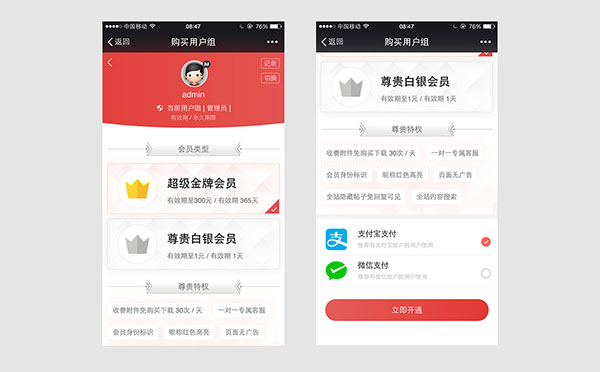 中国移动
08:47
76%
返回
购买用户组
记录
切换
admin
当前用户组 [ 管理员 ]
有效期 / 永久期限
会员类型
超级金牌会员
有效期至300元 / 有效期 365天
尊贵白银会员
有效期至1元 / 有效期 1天
尊贵特权
收费附件免购买下载 30次 / 天
一对一专属客服
会员身份标识
昵称红色高亮
页面无广告
中国移动
08:47
76%
返回
购买用户组
尊贵白银会员
有效期至1元 / 有效期 1天
尊贵特权
收费附件免购买下载 30次 / 天
一对一专属客服
会员身份标识
昵称红色高亮
页面无广告
全站隐藏帖子免回复可见
全站内容搜索
支
支付宝支付
推荐有支付宝帐户的用户使用
微信支付
推荐有微信帐户的用户使用
立即开通